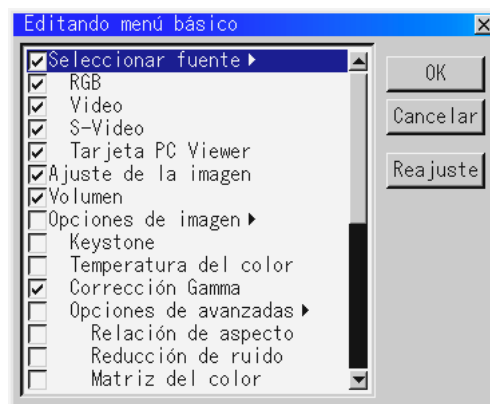 Editando menú básico
Seleccionar fuente
RGB
Video
S-Video
Tarjeta PC Viewer
Ajuste de la imagen
Volumen
Opciones de imagen
Keystone
Temperatura del color
Corrección Gamma
Opciones de avanzadas
Relación de aspecto
Reducción de ruido
Matriz del color
OK
Cancelar
Reajuste